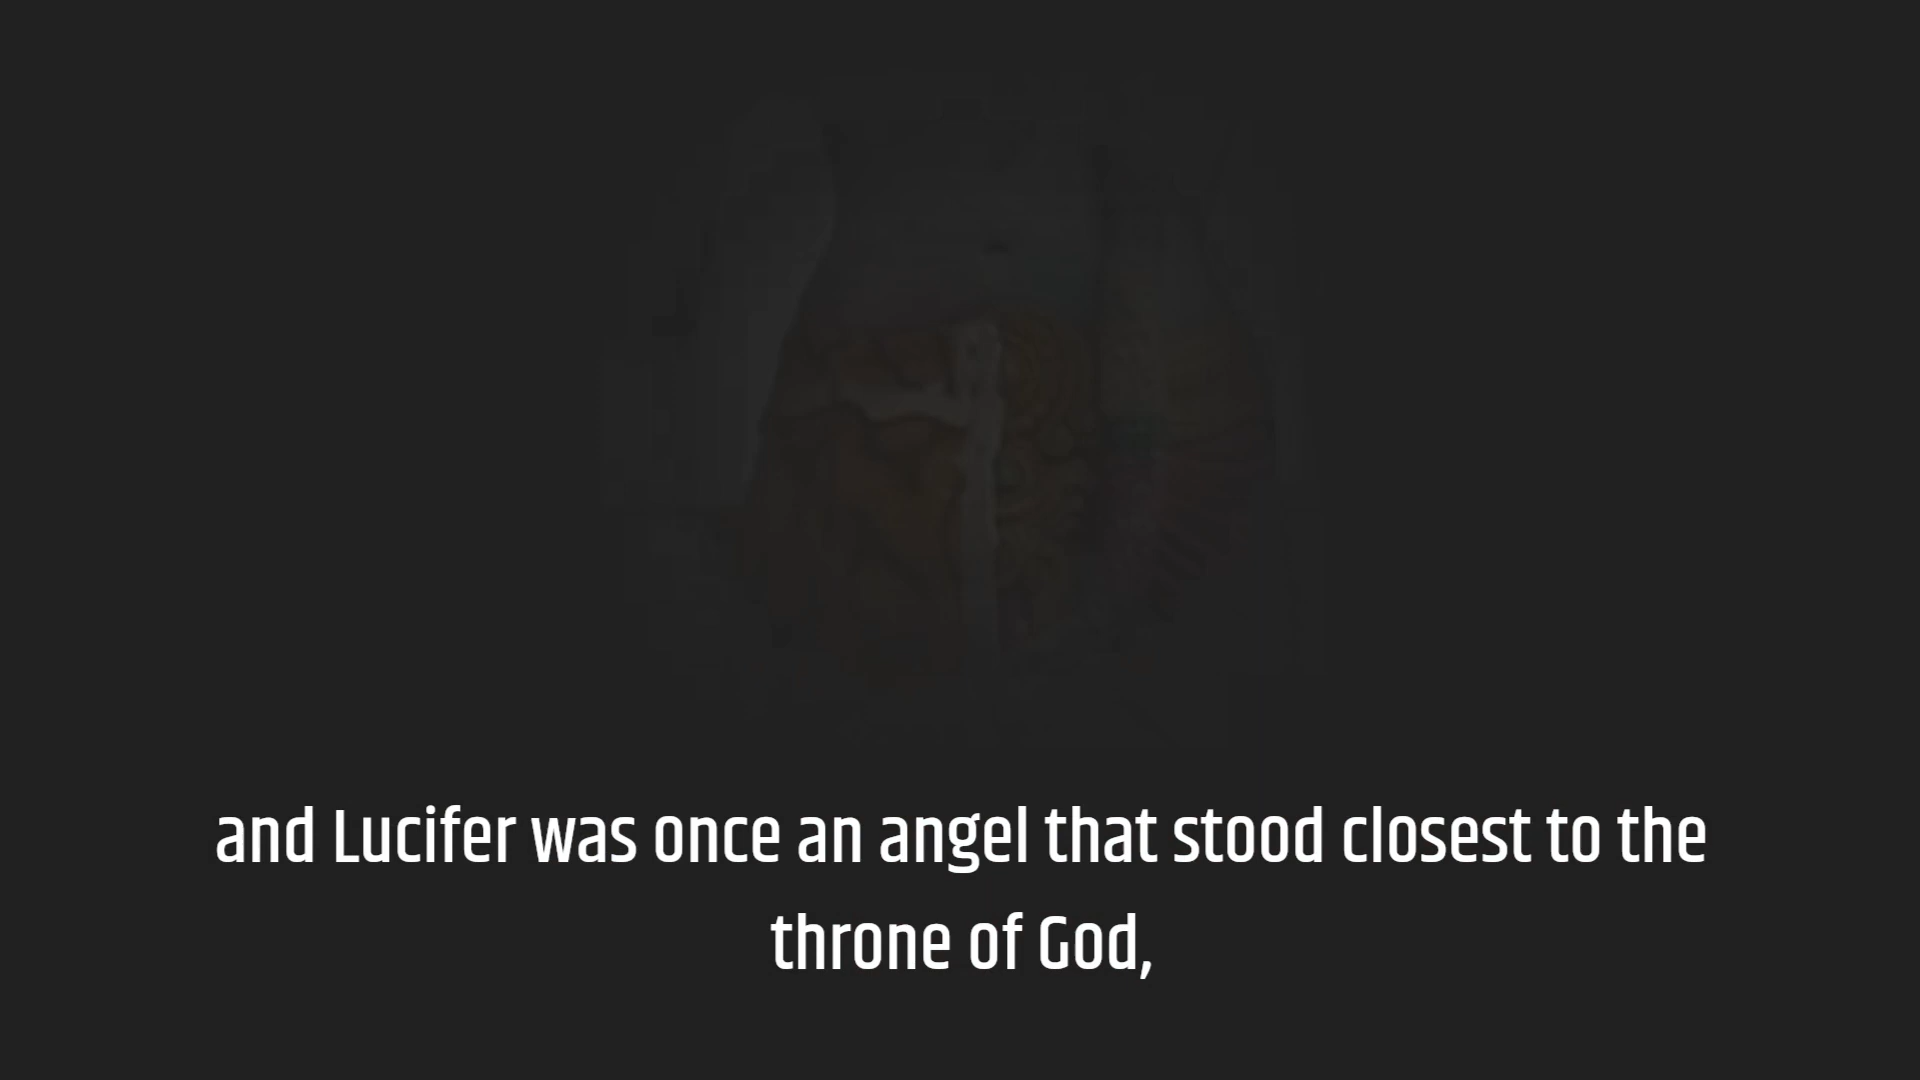 and Lucifer was once an angel that stood closest to the
throne of God,